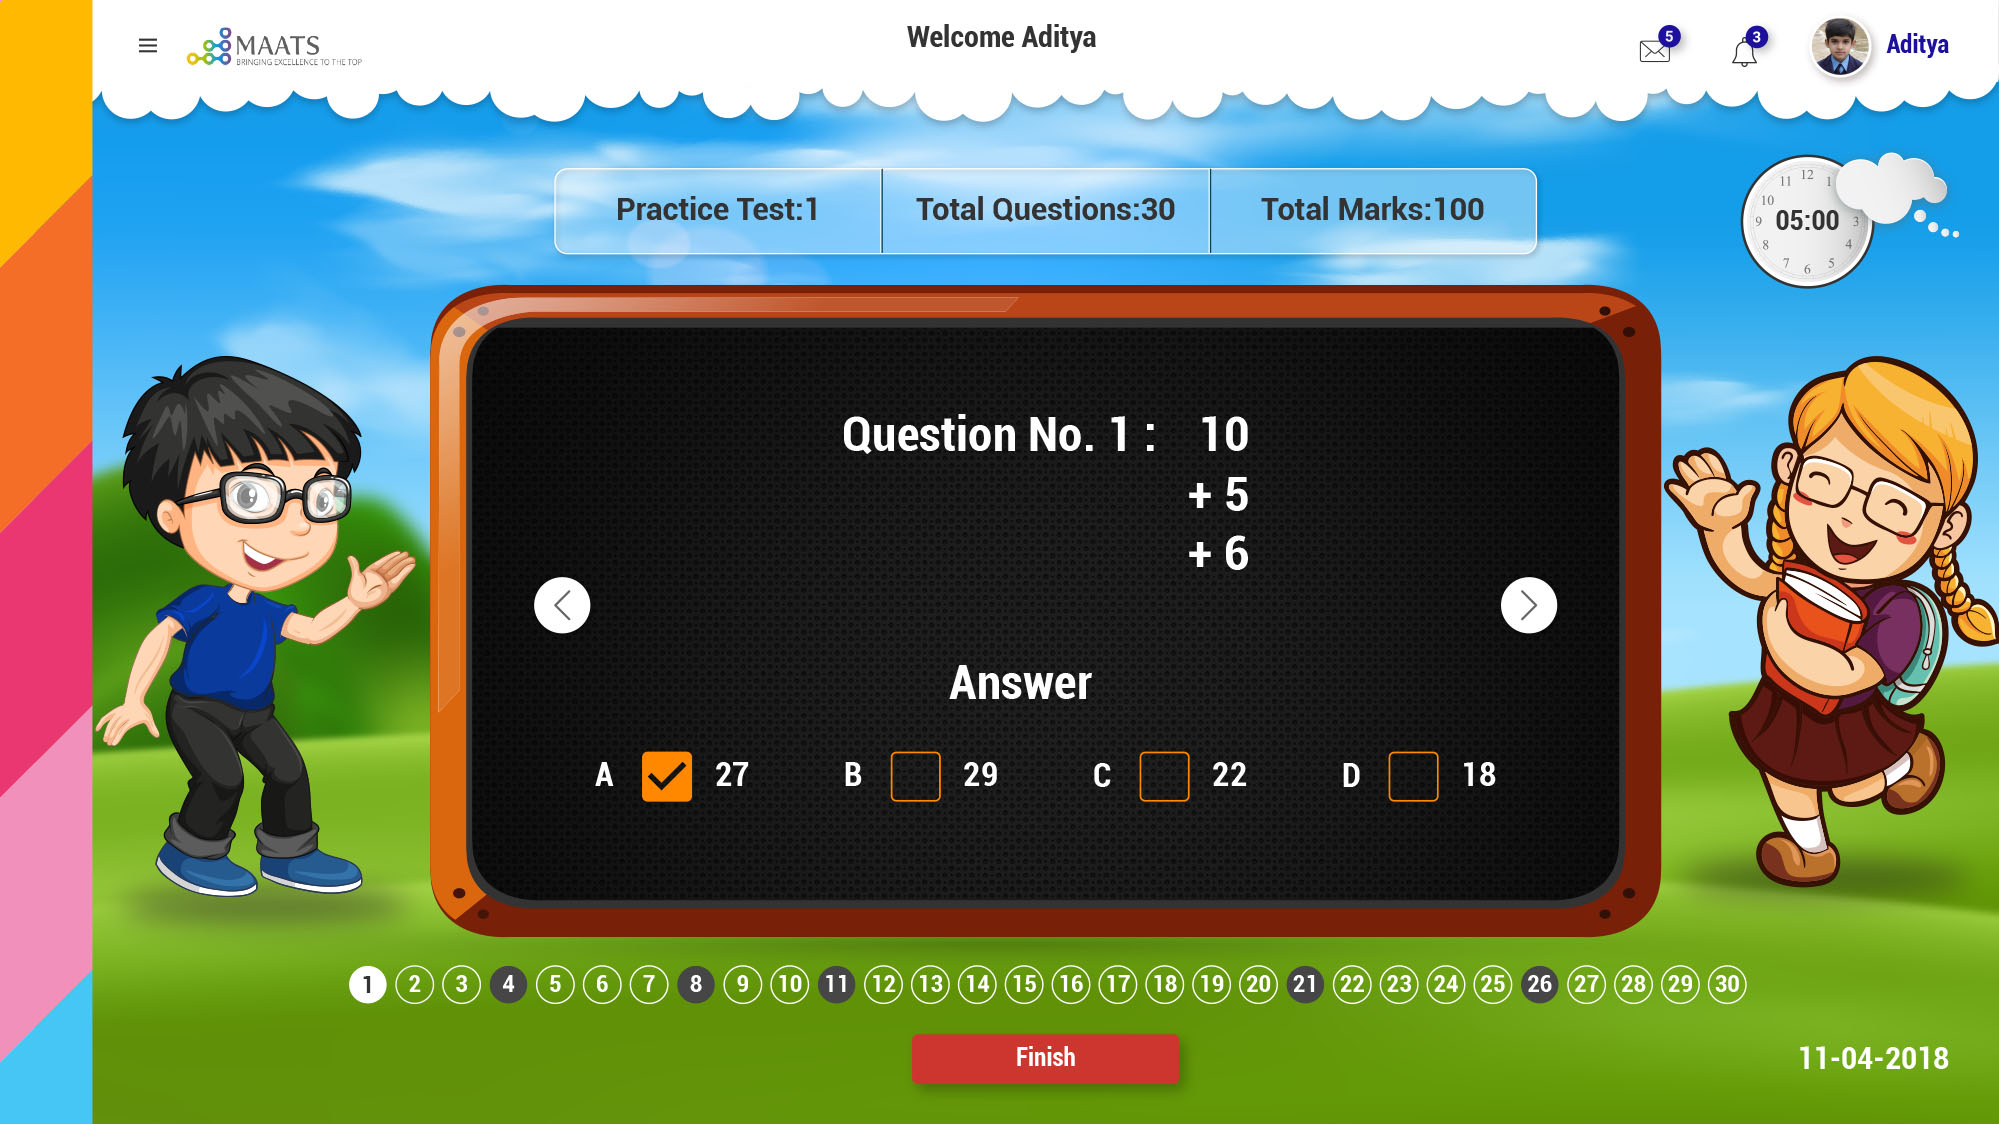 MAATS
BRINGING EXCELLENCE TO THE TOP
Welcome Aditya
5
3
Aditya
Practice Test:1
Total Questions:30
Total Marks:100
12
11 1
10
05:00
9 3
8 4
7 5
6
Question No. 1 : 10
+ 5
+ 6
Answer
A 27 B 29 C 22 D 18
1 2 3 4 5 6 7 8 9 10 11 12 13 14 15 16 17 18 19 20 21 22 23 24 25 26 27 28 29 30
Finish
11-04-2018